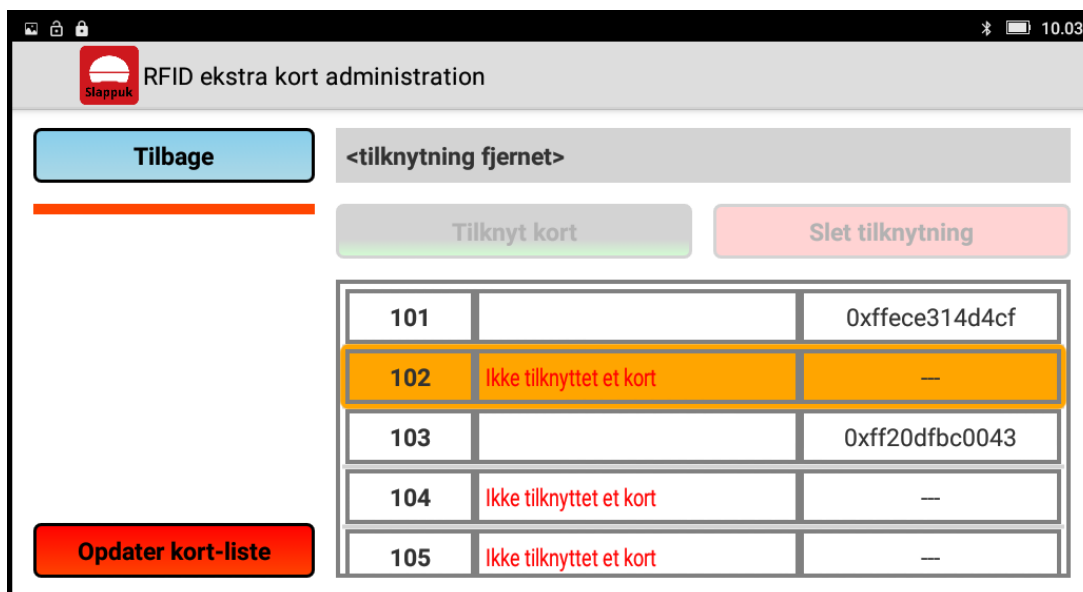 10.03
Slappuk
RFID ekstra kort administration
Tilbage
<tilknytning fjernet>
Tilknyt kort
Slet tilknytning
101 0xffece314d4cf
102 Ikke tilknyttet et kort ---
103 0xff20dfbc0043
104 Ikke tilknyttet et kort ---
105 Ikke tilknyttet et kort ---
Opdater kort-liste